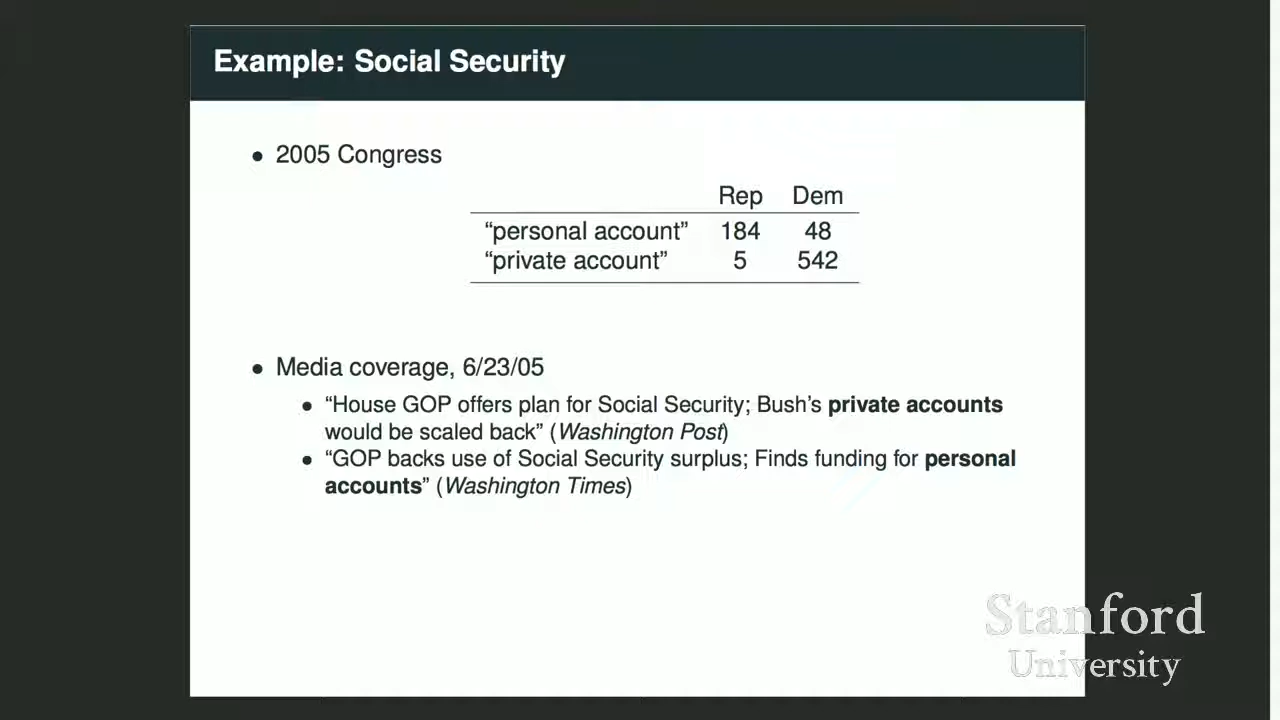 Example: Social Security
• 2005 Congress
Rep Dem
“personal account” 184 48
“private account” 5 542
• Media coverage, 6/23/05
• “House GOP offers plan for Social Security; Bush’s private accounts
would be scaled back” (Washington Post)
• “GOP backs use of Social Security surplus; Finds funding for personal
accounts” (Washington Times)
Stanford
University